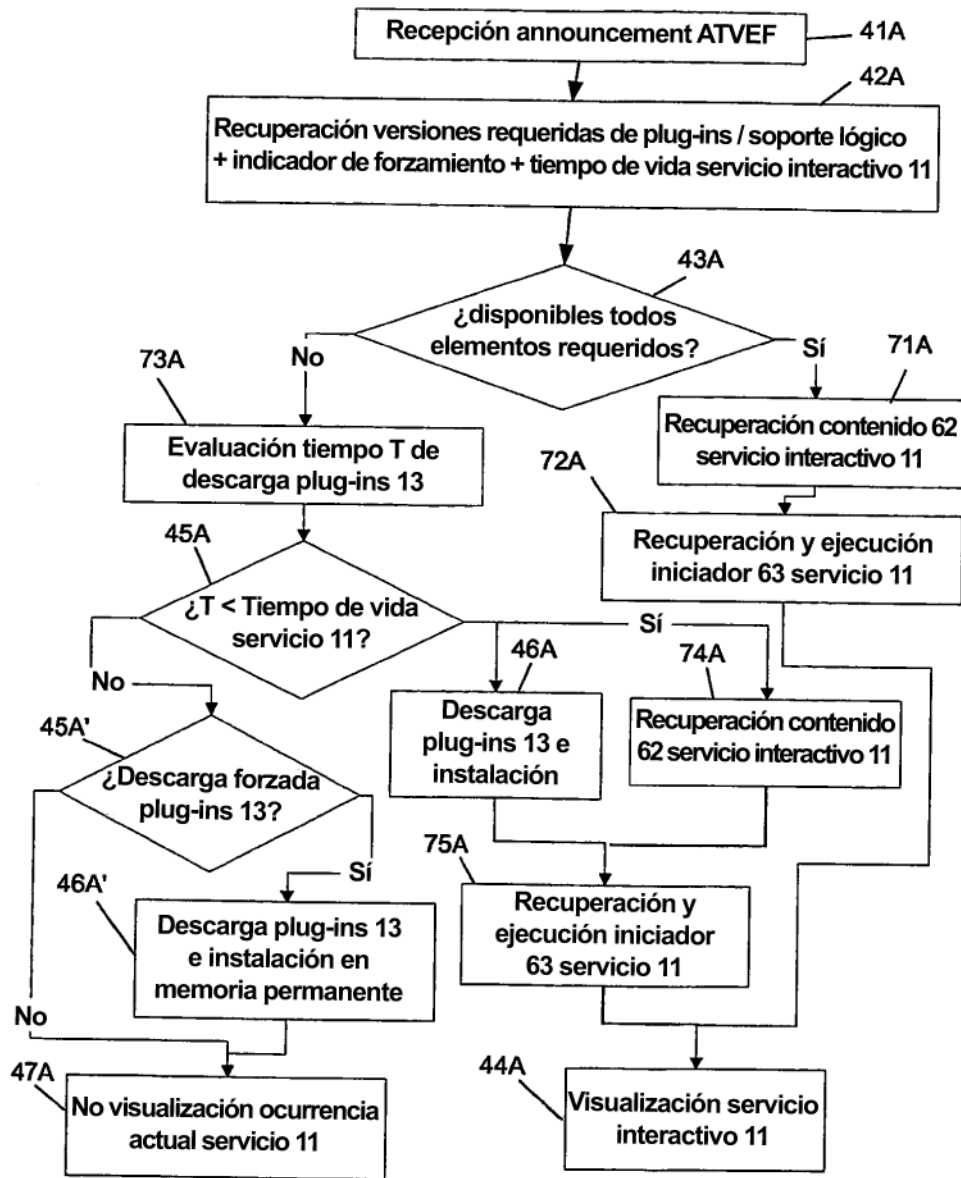 Recepción announcement ATVEF
41A
42A
Recuperación versiones requeridas de plug-ins / soporte lógico
+ indicador de forzamiento + tiempo de vida servicio interactivo 11
43A
¿disponibles todos
elementos requeridos?
No
Sí
73A
71A
Evaluación tiempo T de
descarga plug-ins 13
Recuperación contenido 62
servicio interactivo 11
72A
Recuperación y ejecución
iniciador 63 servicio 11
45A
¿T < Tiempo de vida
servicio 11?
Sí
No
46A
74A
Descarga
plug-ins 13 e
instalación
Recuperación contenido
62 servicio interactivo 11
45A'
¿Descarga forzada
plug-ins 13?
Sí
No
46A'
Descarga plug-ins 13
e instalación en
memoria permanente
75A
Recuperación y
ejecución iniciador
63 servicio 11
47A
No visualización ocurrencia
actual servicio 11
44A
Visualización servicio
interactivo 11